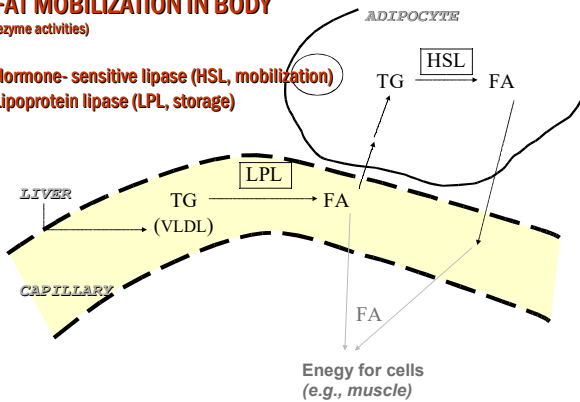 FAT MOBILIZATION IN BODY
ezyme activities)
Hormone- sensitive lipase (HSL, mobilization)
Lipoprotein lipase (LPL, storage)
ADIPOCYTE
HSL
TG
FA
LPL
LIVER
TG
FA
(VLDL)
CAPILLARY
FA
Enegy for cells
(e.g., muscle)